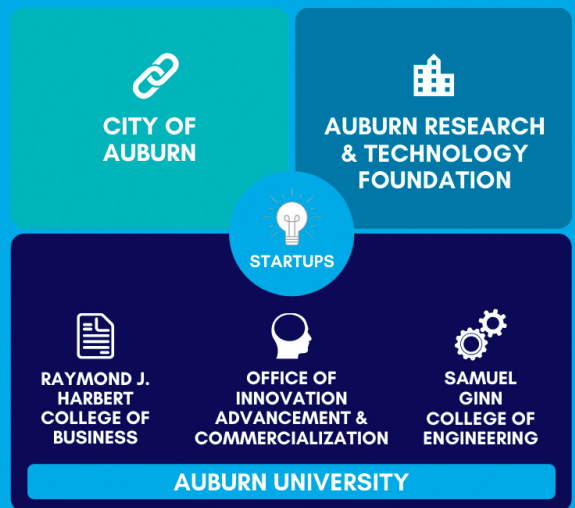 CITY OF
AUBURN
AUBURN RESEARCH
& TECHNOLOGY
FOUNDATION
STARTUPS
RAYMOND J.
HARBERT
COLLEGE OF
BUSINESS
OFFICE OF
INNOVATION
ADVANCEMENT &
COMMERCIALIZATION
SAMUEL
GINN
COLLEGE OF
ENGINEERING
AUBURN UNIVERSITY